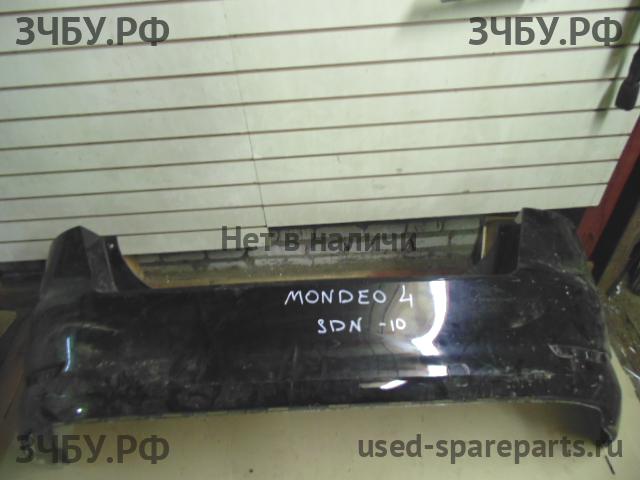 ЗЧБУ.РФ
ЗЧБУ.РФ
Нет в наличии
MONDEO 4
SDN -10
ЗЧБУ.РФ
used-spareparts.ru